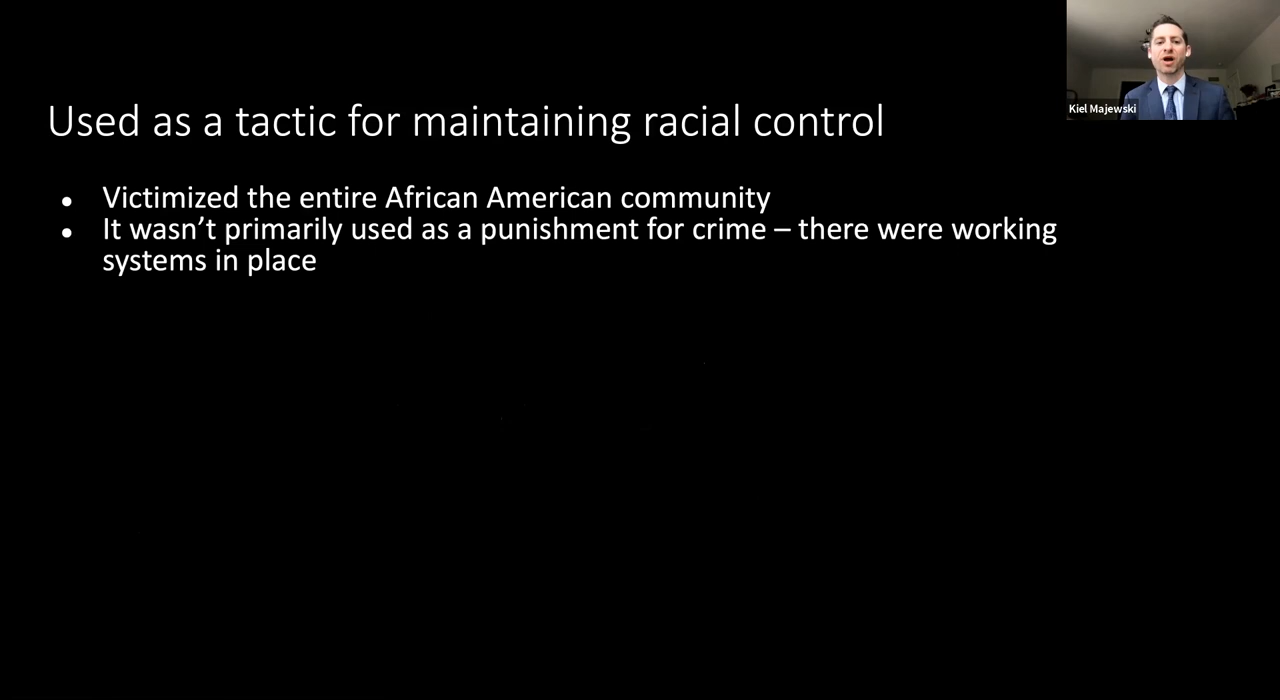 Kiel Majewski
Used as a tactic for maintaining racial control
• Victimized the entire African American community
• It wasn’t primarily used as a punishment for crime – there were working
systems in place